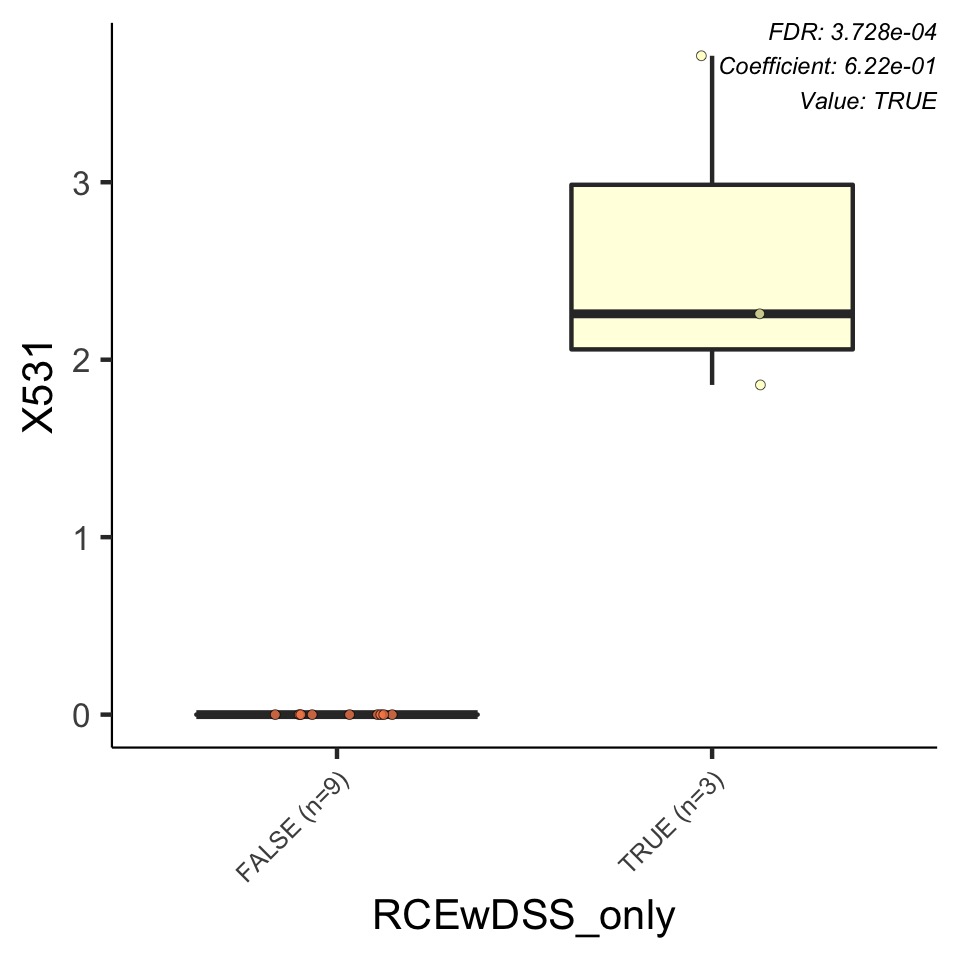 FDR: 3.728e-04
Coefficient: 6.22e-01
Value: TRUE
3
2
1
0
X531
FALSE (n=9)
TRUE (n=3)
RCEwDSS_only